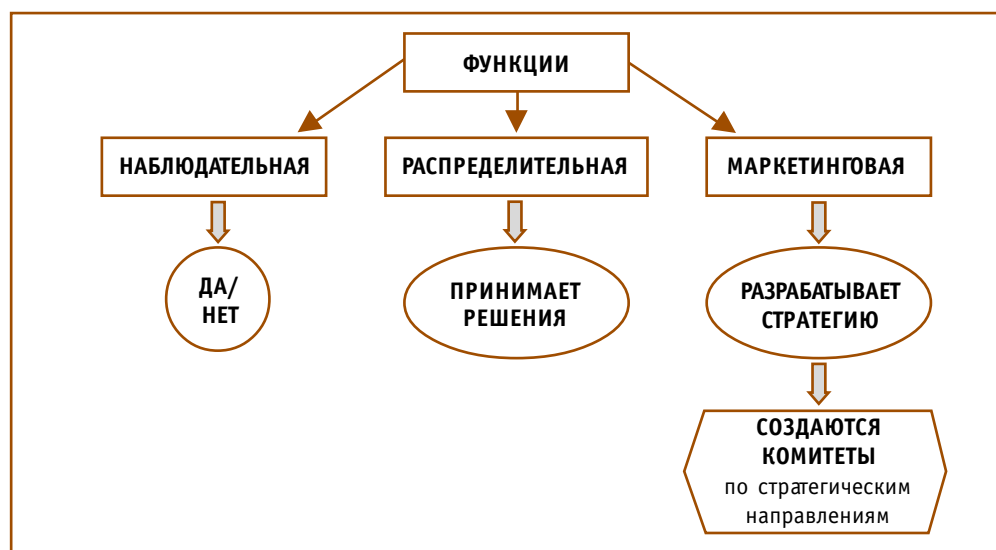 ФУНКЦИИ
НАБЛЮДАТЕЛЬНАЯ
РАСПРЕДЕЛИТЕЛЬНАЯ
МАРКЕТИНГОВАЯ
ДА/
НЕТ
ПРИНИМАЕТ
РЕШЕНИЯ
РАЗРАБАТЫВАЕТ
СТРАТЕГИЮ
СОЗДАЮТСЯ
КОМИТЕТЫ
по стратегическим
направлениям